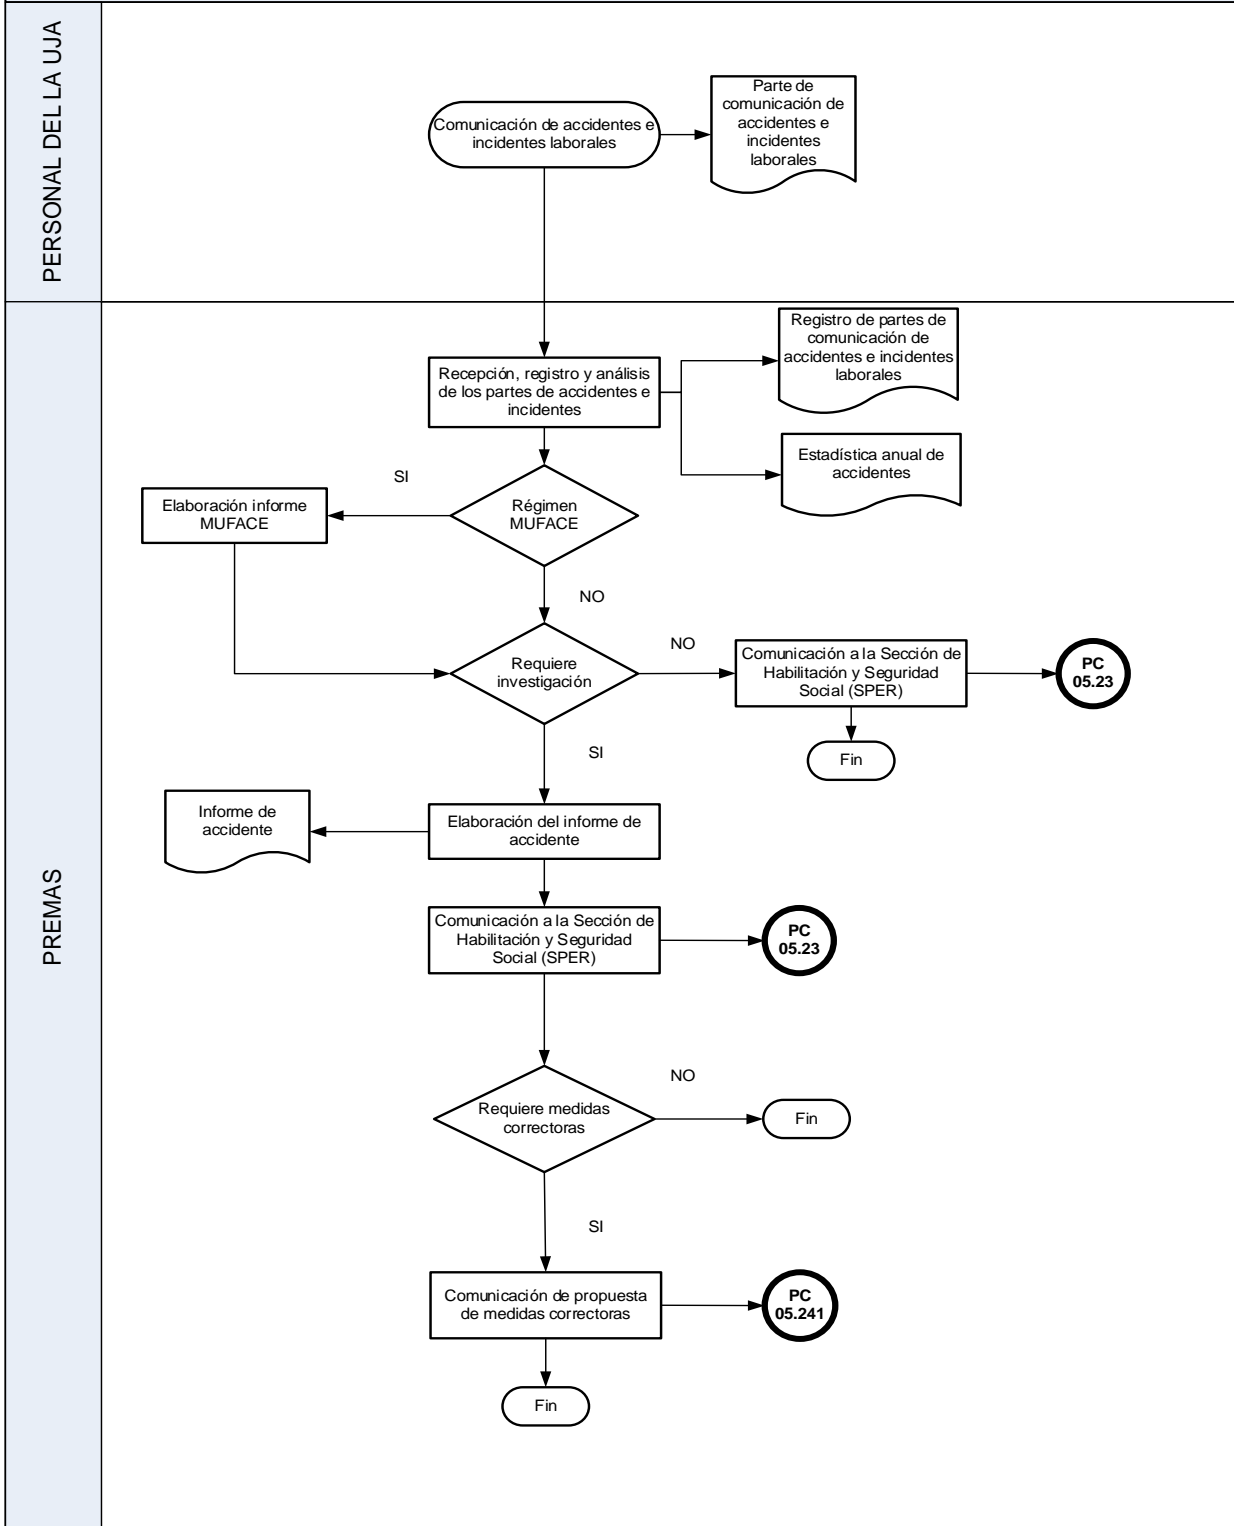 PERSONAL DEL LA UJA
Comunicación de accidentes e
incidentes laborales
Parte de
comunicación de
accidentes e
incidentes
laborales
PREMAS
Recepción, registro y análisis
de los partes de accidentes e
incidentes
Registro de partes de
comunicación de
accidentes e incidentes
laborales
Estadística anual de
accidentes
SI
Régimen
MUFACE
Elaboración informe
MUFACE
NO
Requiere
investigación
NO
Comunicación a la Sección de
Habilitación y Seguridad
Social (SPER)
PC
05.23
Fin
SI
Elaboración del informe de
accidente
Informe de
accidente
Comunicación a la Sección de
Habilitación y Seguridad
Social (SPER)
PC
05.23
Requiere medidas
correctoras
NO
Fin
SI
Comunicación de propuesta
de medidas correctoras
PC
05.241
Fin